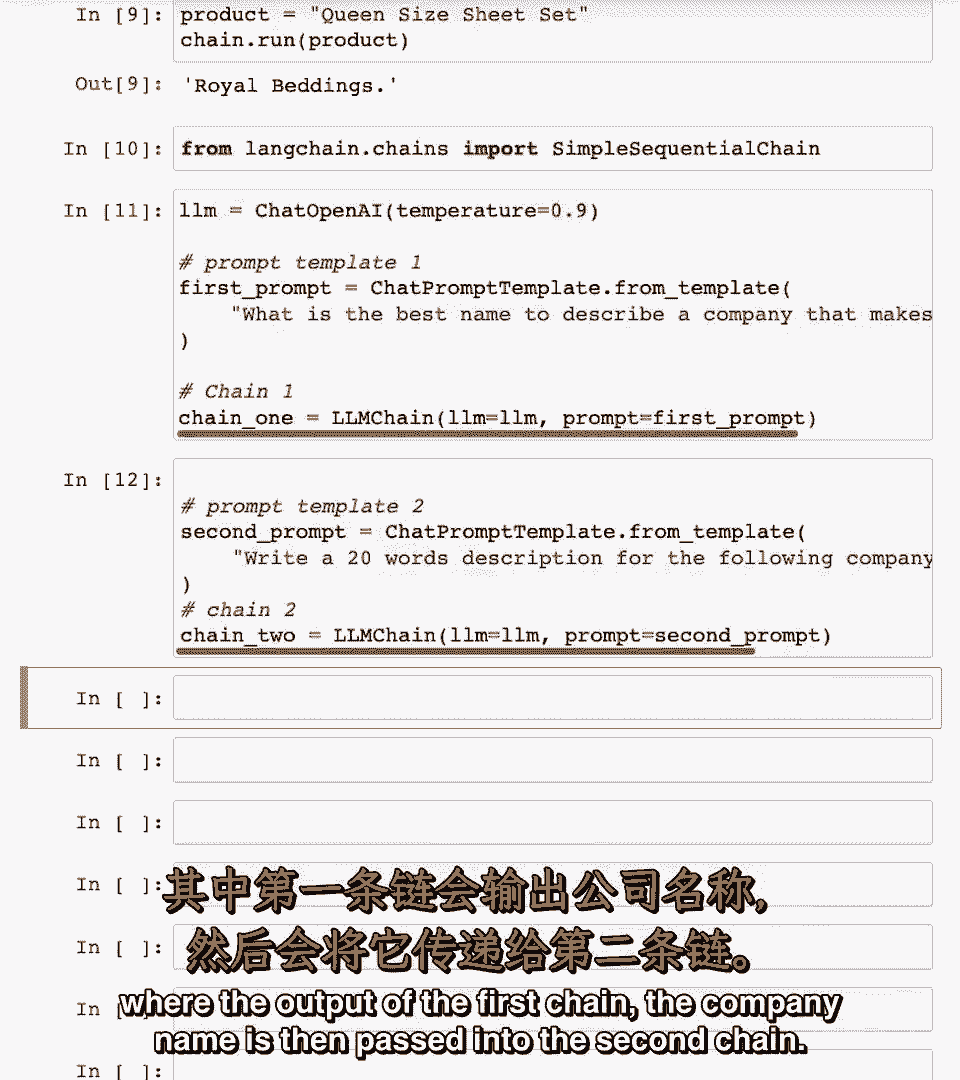 In [9]: product = "Queen Size Sheet Set"
chain.run(product)
Out[9]: 'Royal Beddings.'
In [10]: from langchain.chains import SimpleSequentialChain
In [11]: llm = ChatOpenAI(temperature=0.9)
# prompt template 1
first_prompt = ChatPromptTemplate.from_template(
"What is the best name to describe a company that makes
)
# Chain 1
chain_one = LLMChain(llm=llm, prompt=first_prompt)
In [12]:
# prompt template 2
second_prompt = ChatPromptTemplate.from_template(
"Write a 20 words description for the following company
)
# chain 2
chain_two = LLMChain(llm=llm, prompt=second_prompt)
In [ ]:
In [ ]:
In [ ]:
In [ ]:
其中第一条链会输出公司名称,
In [ ]:
然后会将它传递给第二条链。
In [ ]:
where the output of the first chain, the company
name is then passed into the second chain.
In [ ]: